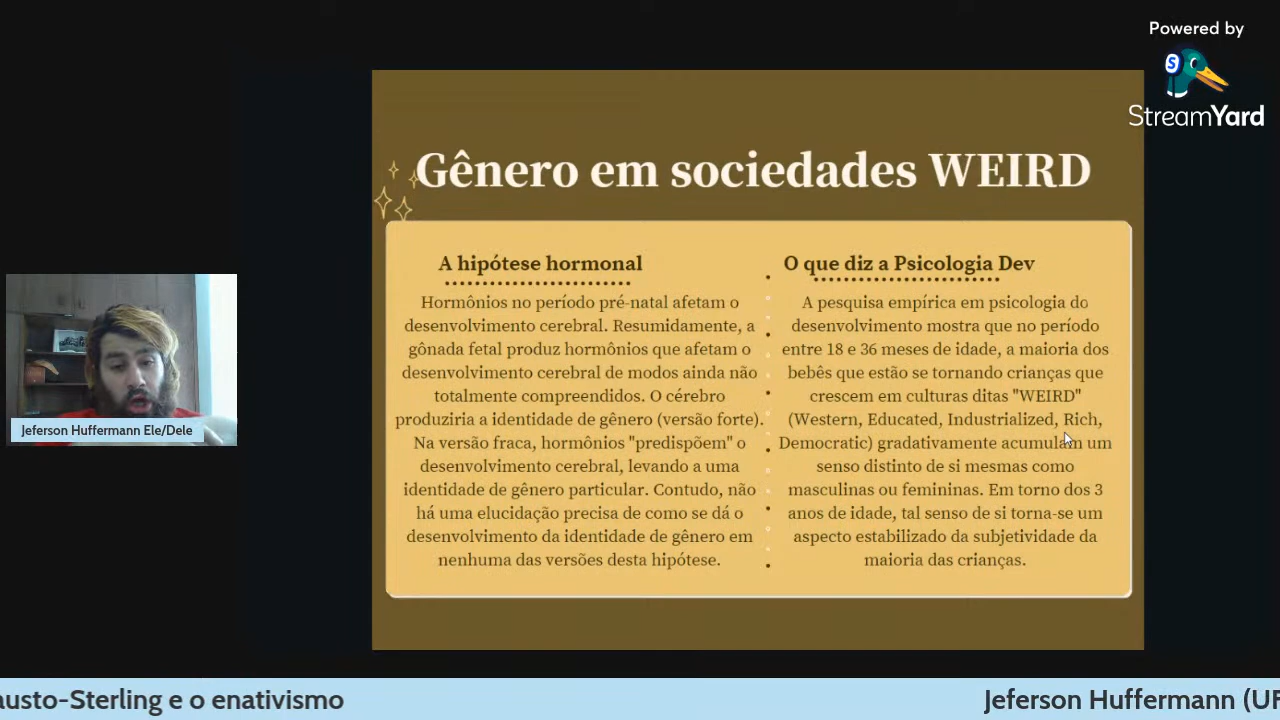 Powered by
S
StreamYard
Gênero em sociedades WEIRD
A hipótese hormonal
Hormônios no período pré-natal afetam o
desenvolvimento cerebral. Resumidamente, a
gônada fetal produz hormônios que afetam o
desenvolvimento cerebral de modos ainda não
totalmente compreendidos. O cérebro
produziria a identidade de gênero (versão forte).
Na versão fraca, hormônios "predispõem" o
desenvolvimento cerebral, levando a uma
identidade de gênero particular. Contudo, não
há uma elucidação precisa de como se dá o
desenvolvimento da identidade de gênero em
nenhuma das versões desta hipótese.
O que diz a Psicologia Dev
A pesquisa empírica em psicologia do
desenvolvimento mostra que no período
entre 18 e 36 meses de idade, a maioria dos
bebês que estão se tornando crianças que
crescem em culturas ditas "WEIRD"
(Western, Educated, Industrialized, Rich,
Democratic) gradativamente acumulam um
senso distinto de si mesmas como
masculinas ou femininas. Em torno dos 3
anos de idade, tal senso de si torna-se um
aspecto estabilizado da subjetividade da
maioria das crianças.
Jeferson Huffermann Ele/Dele
austo-Sterling e o enativismo
Jeferson Huffermann (UF